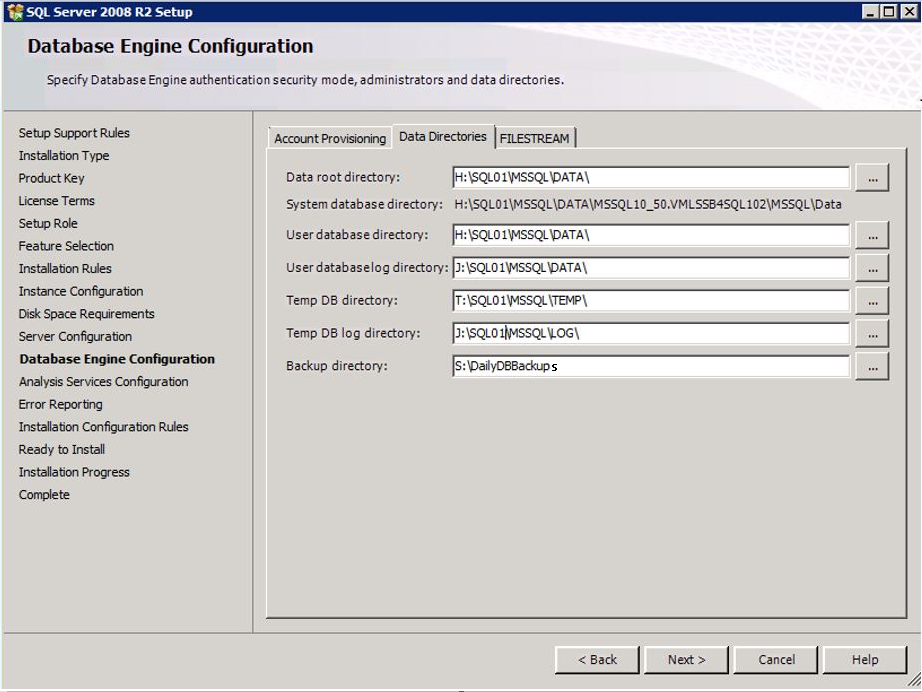 SQL Server 2008 R2 Setup
Database Engine Configuration
Specify Database Engine authentication security mode, administrators and data directories.
Setup Support Rules
Installation Type
Product Key
License Terms
Setup Role
Feature Selection
Installation Rules
Instance Configuration
Disk Space Requirements
Server Configuration
Database Engine Configuration
Analysis Services Configuration
Error Reporting
Installation Configuration Rules
Ready to Install
Installation Progress
Complete
Account Provisioning Data Directories FILESTREAM
Data root directory: H:\SQL01\MSSQL\DATA\ ...
System database directory: H:\SQL01\MSSQL\DATA\MSSQL10_50.VMLSSB4SQL102\MSSQL\Data
User database directory: H:\SQL01\MSSQL\DATA\ ...
User database log directory: J:\SQL01\MSSQL\DATA\ ...
Temp DB directory: T:\SQL01\MSSQL\TEMP\ ...
Temp DB log directory: J:\SQL01\MSSQL\LOG\ ...
Backup directory: S:\DailyDBBackups ...
< Back Next > Cancel Help